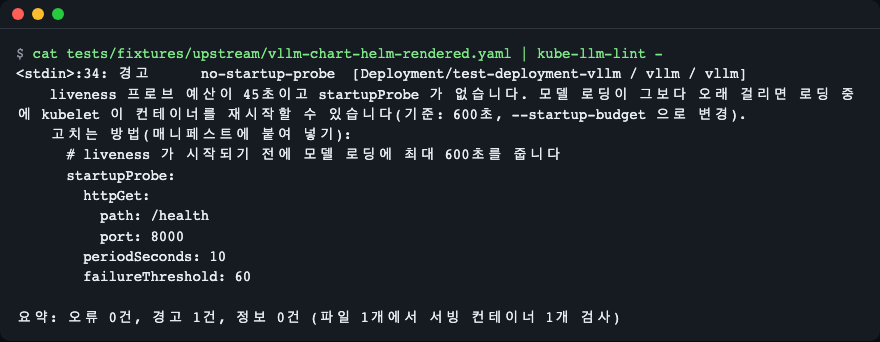 $ cat tests/fixtures/upstream/vllm-chart-helm-rendered.yaml | kube-llm-lint -
<stdin>:34: 경고      no-startup-probe  [Deployment/test-deployment-vllm / vllm / vllm]
    liveness 프로브 예산이 45초이고 startupProbe 가 없습니다. 모델 로딩이 그보다 오래 걸리면 로딩 중
에 kubelet 이 컨테이너를 재시작할 수 있습니다(기준: 600초, --startup-budget 으로 변경).
    고치는 방법(매니페스트에 붙여 넣기):
      # liveness 가 시작되기 전에 모델 로딩에 최대 600초를 줍니다
      startupProbe:
        httpGet:
          path: /health
          port: 8000
        periodSeconds: 10
        failureThreshold: 60
요약: 오류 0건, 경고 1건, 정보 0건 (파일 1개에서 서빙 컨테이너 1개 검사)